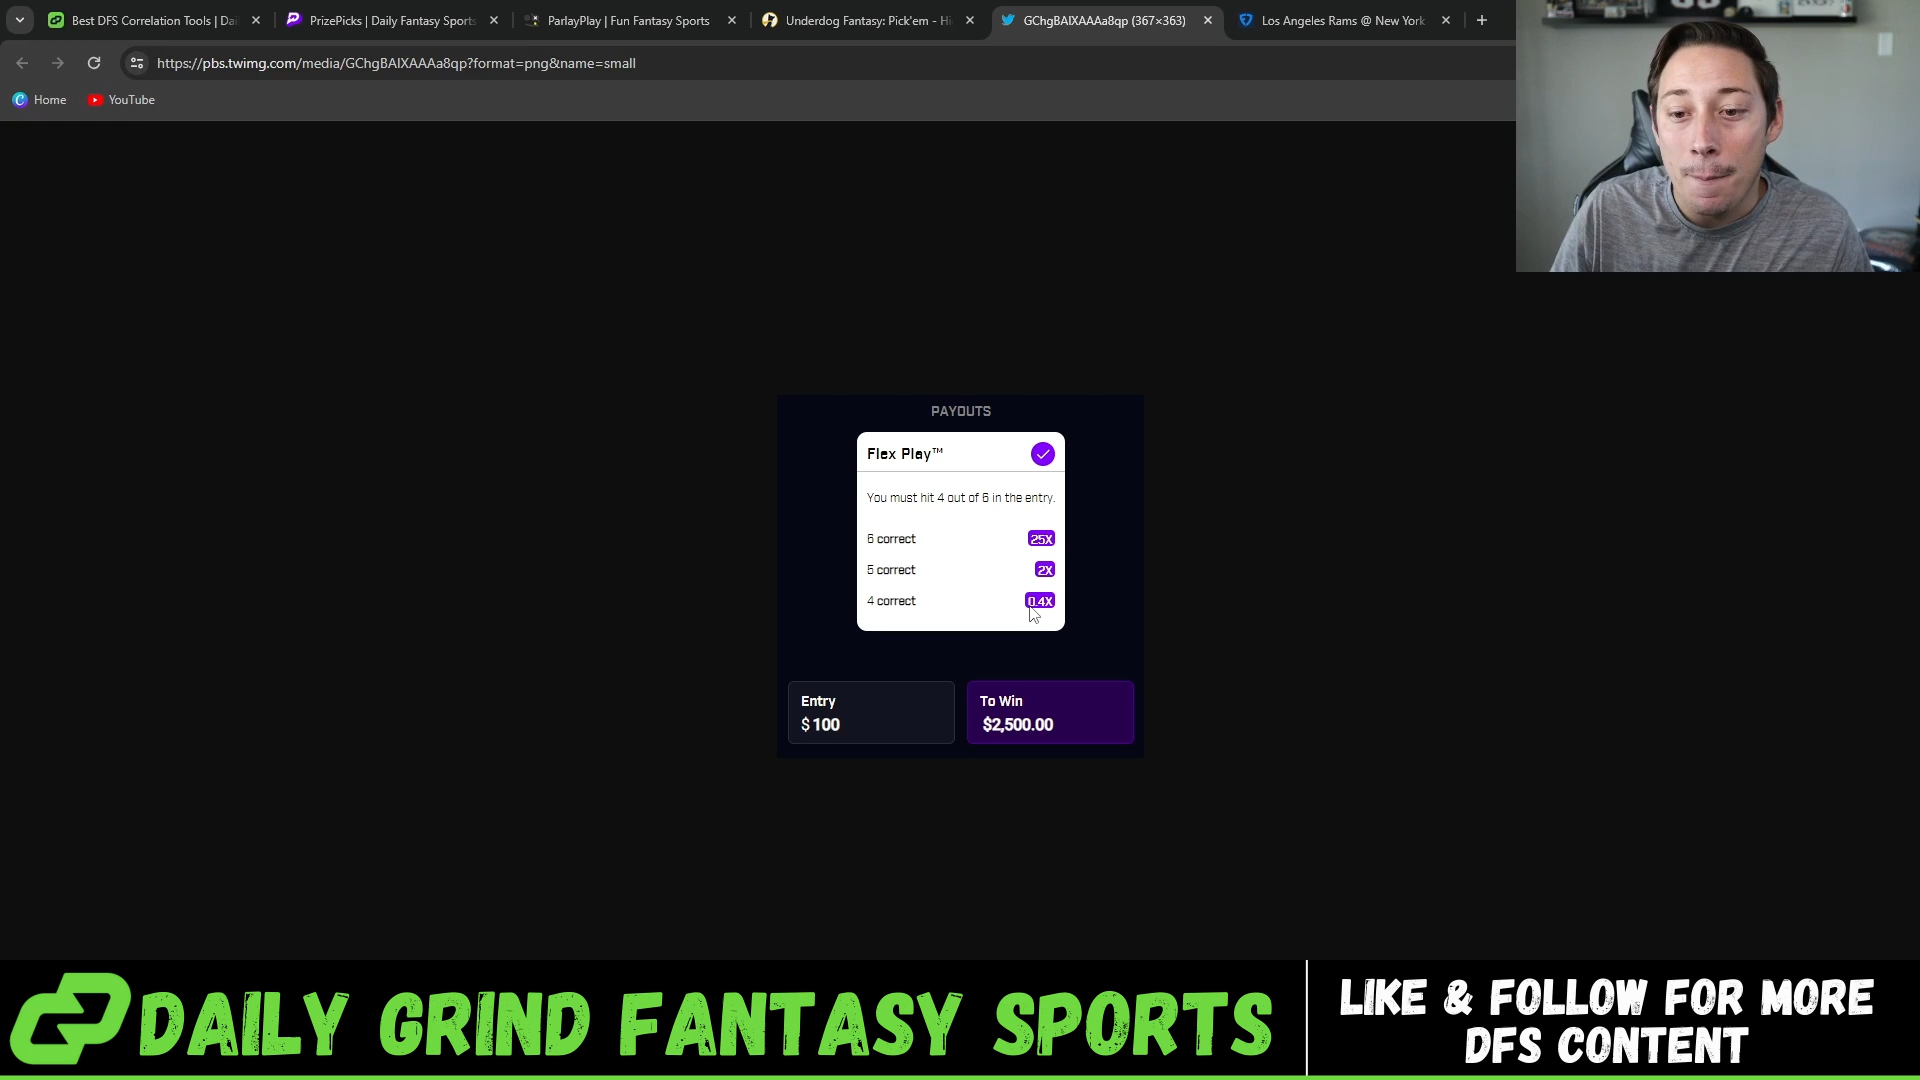 Best DFS Correlation Tools | Dai
PrizePicks | Daily Fantasy Sports
ParlayPlay | Fun Fantasy Sports
Underdog Fantasy: Pick'em - Hi
GChgBAIXAAAa8qp (367×363)
Los Angeles Rams @ New York
https://pbs.twimg.com/media/GChgBAIXAAAa8qp?format=png&name=small
Home
YouTube
PAYOUTS
Flex Play™
You must hit 4 out of 6 in the entry.
6 correct 25X
5 correct 2X
4 correct 0.4X
Entry
$ 100
To Win
$2,500.00
DAILY GRIND FANTASY SPORTS
LIKE & FOLLOW FOR MORE
DFS CONTENT